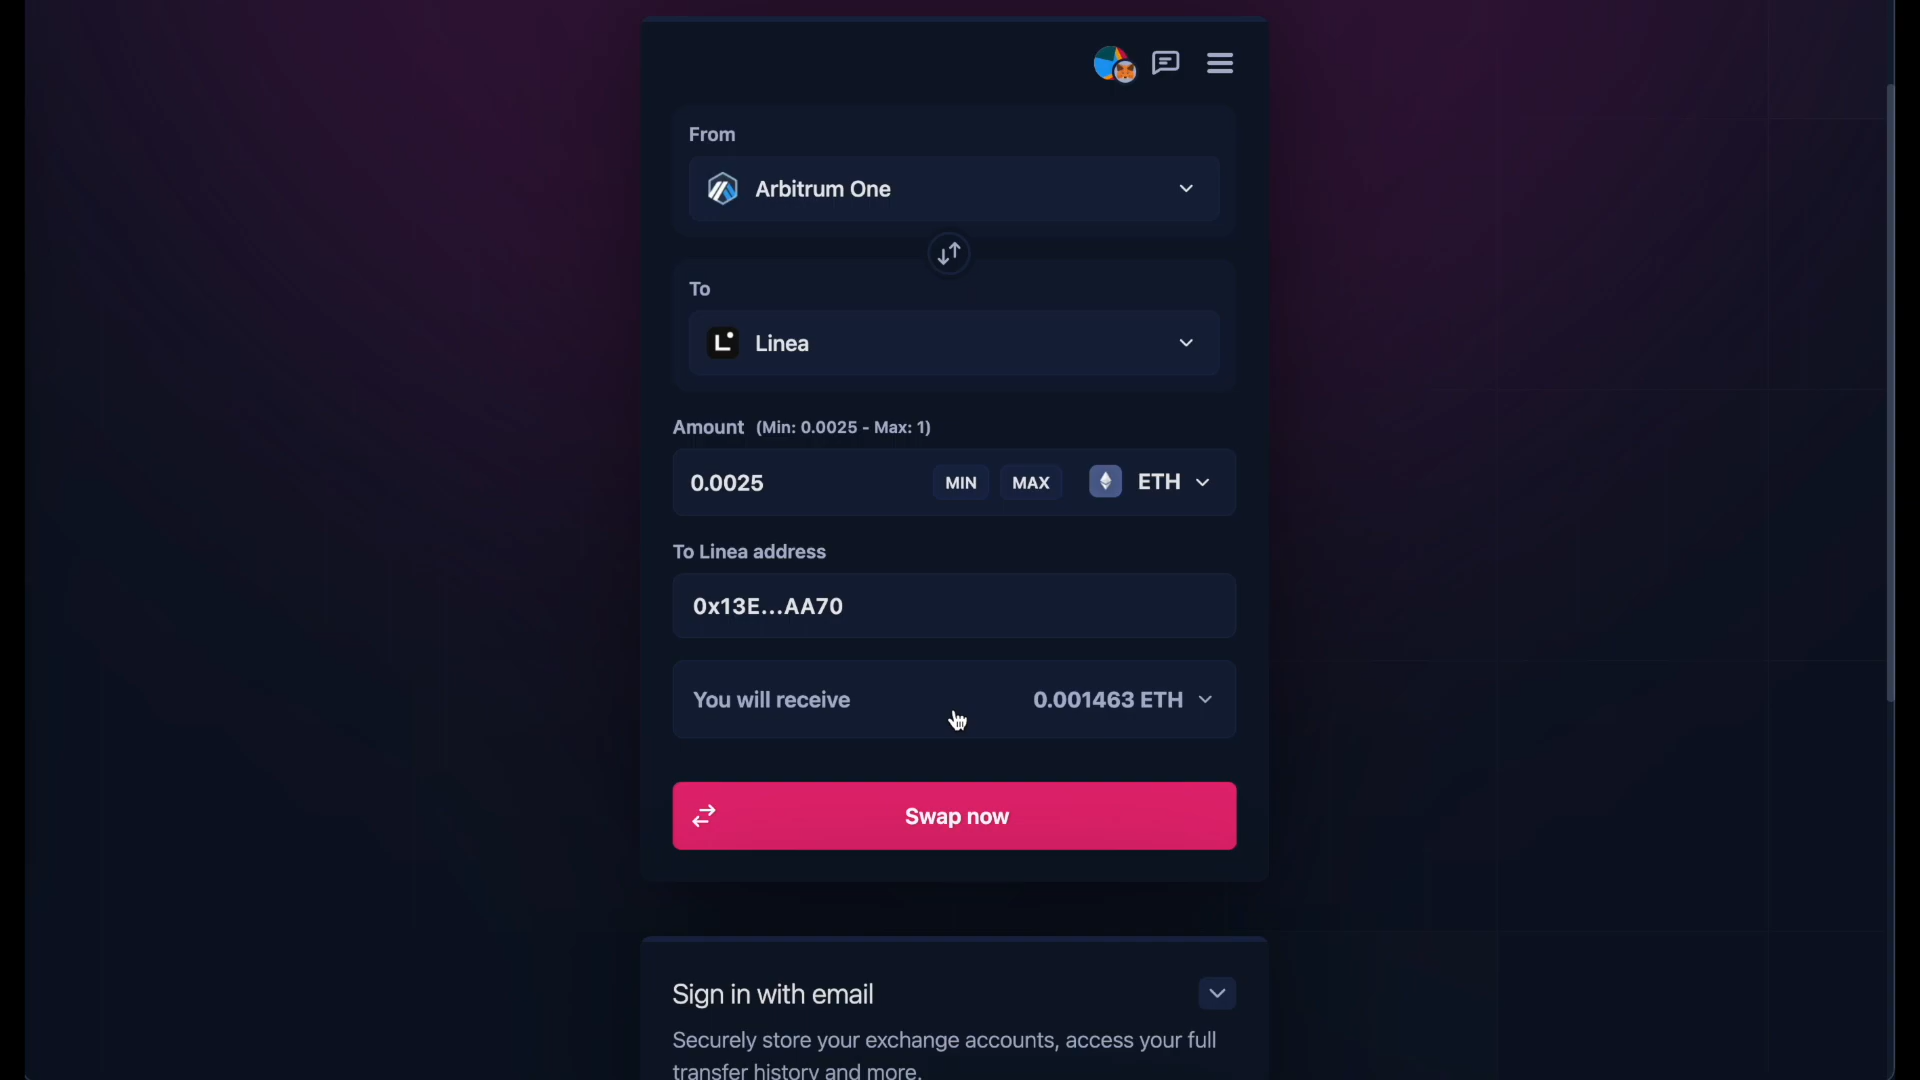 From
Arbitrum One
To
Linea
Amount (Min: 0.0025 - Max: 1)
0.0025 MIN MAX ETH
To Linea address
0x13E...AA70
You will receive 0.001463 ETH
Swap now
Sign in with email
Securely store your exchange accounts, access your full
transfer history and more.